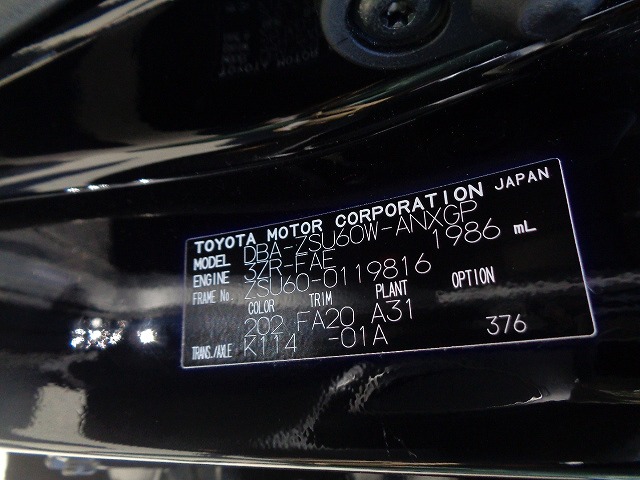 TOYOTA MOTOR CORPORATION JAPAN
MODEL DBA-ZSU60W-ANXGP
ENGINE 3ZR-FAE 1986 mL
FRAME No. ZSU60-0119816
COLOR TRIM PLANT OPTION
202 FA20 A31
TRANS./AXLE K114 -01A 376